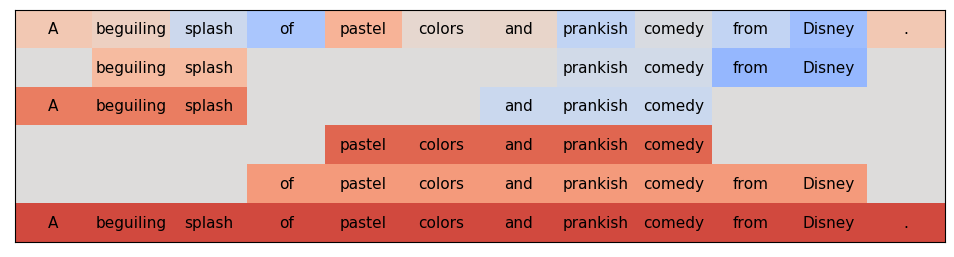 A beguiling splash of pastel colors and prankish comedy from Disney .
beguiling splash prankish comedy from Disney
A beguiling splash and prankish comedy
pastel colors and prankish comedy
of pastel colors and prankish comedy from Disney
A beguiling splash of pastel colors and prankish comedy from Disney .